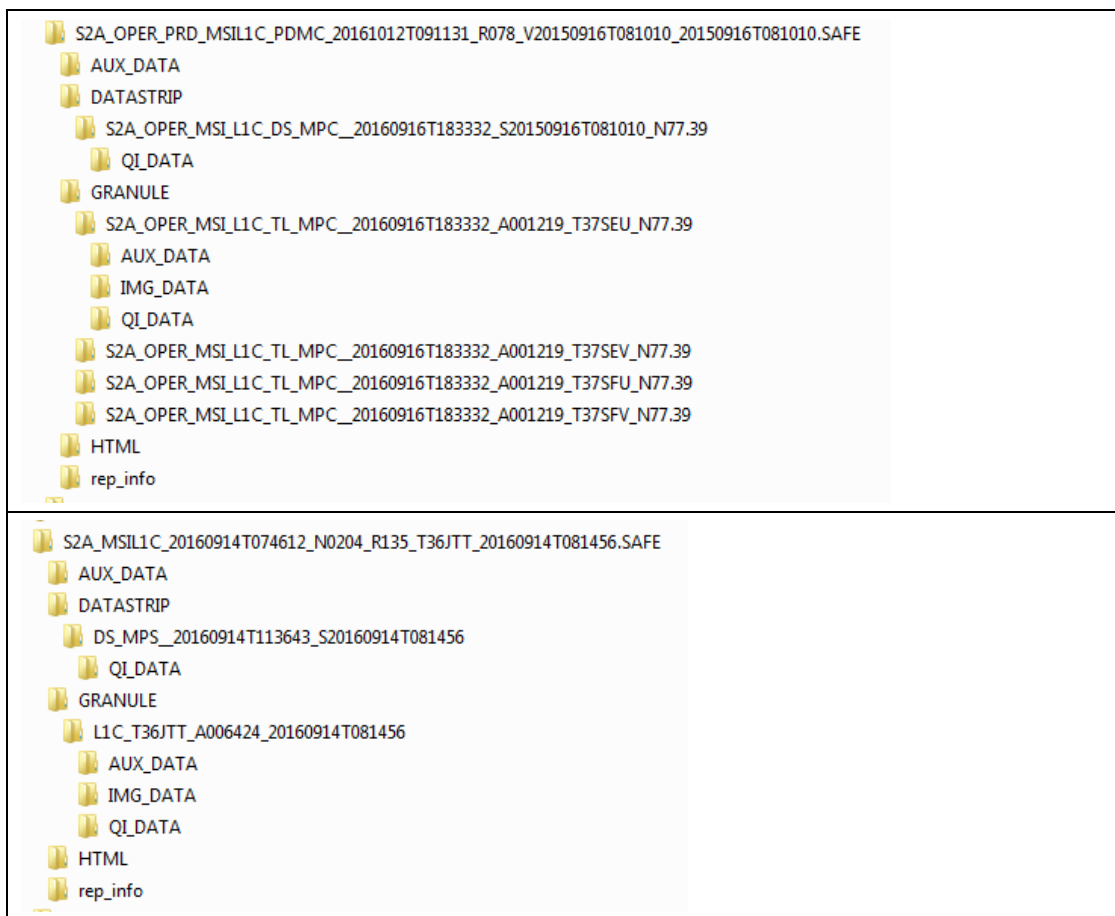 S2A_OPER_PRD_MSIL1C_PDMC_20161012T091131_R078_V20150916T081010_20150916T081010.SAFE
AUX_DATA
DATASTRIP
S2A_OPER_MSI_L1C_DS_MPC__20160916T183332_S20150916T081010_N77.39
QI_DATA
GRANULE
S2A_OPER_MSI_L1C_TL_MPC__20160916T183332_A001219_T37SEU_N77.39
AUX_DATA
IMG_DATA
QI_DATA
S2A_OPER_MSI_L1C_TL_MPC__20160916T183332_A001219_T37SEV_N77.39
S2A_OPER_MSI_L1C_TL_MPC__20160916T183332_A001219_T37SFU_N77.39
S2A_OPER_MSI_L1C_TL_MPC__20160916T183332_A001219_T37SFV_N77.39
HTML
rep_info
S2A_MSIL1C_20160914T074612_N0204_R135_T36JTT_20160914T081456.SAFE
AUX_DATA
DATASTRIP
DS_MPS__20160914T113643_S20160914T081456
QI_DATA
GRANULE
L1C_T36JTT_A006424_20160914T081456
AUX_DATA
IMG_DATA
QI_DATA
HTML
rep_info